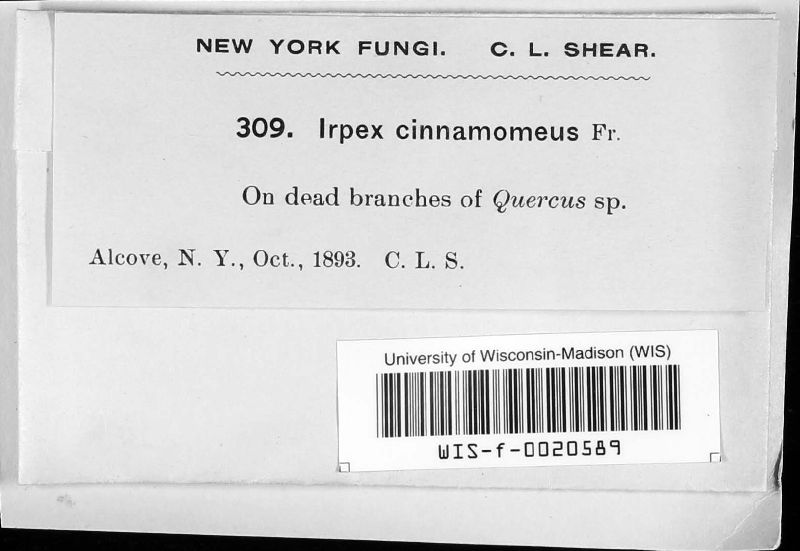 NEW YORK FUNGI. C. L. SHEAR.
309. Irpex cinnamomeus Fr.
On dead branches of Quercus sp.
Alcove, N. Y., Oct., 1893. C. L. S.
University of Wisconsin-Madison (WIS)
WIS-f-0020589